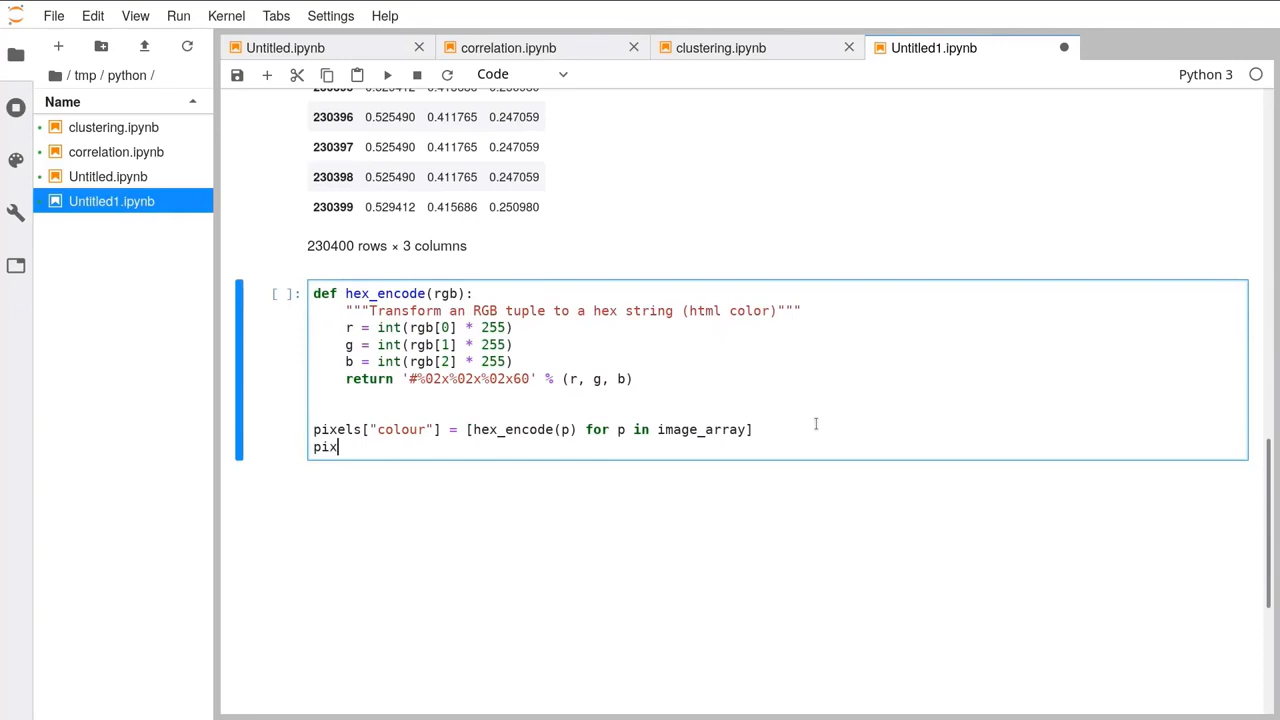 File Edit View Run Kernel Tabs Settings Help
Untitled.ipynb correlation.ipynb clustering.ipynb Untitled1.ipynb
Code Python 3
/ tmp / python /
Name
clustering.ipynb
correlation.ipynb
Untitled.ipynb
Untitled1.ipynb
230396 0.525490 0.411765 0.247059
230397 0.525490 0.411765 0.247059
230398 0.525490 0.411765 0.247059
230399 0.529412 0.415686 0.250980
230400 rows × 3 columns
[ ]: def hex_encode(rgb):
"""Transform an RGB tuple to a hex string (html color)"""
r = int(rgb[0] * 255)
g = int(rgb[1] * 255)
b = int(rgb[2] * 255)
return '#%02x%02x%02x60' % (r, g, b)
pixels["colour"] = [hex_encode(p) for p in image_array]
pix